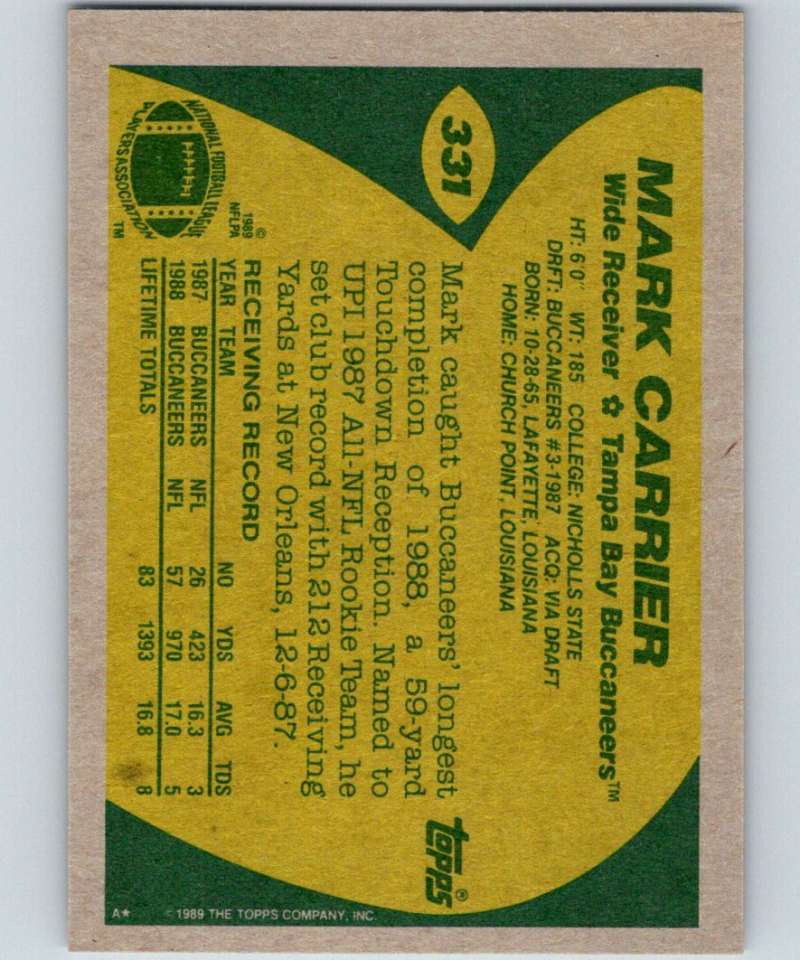 331
MARK CARRIER
Wide Receiver ✿ Tampa Bay Buccaneers™
HT: 6'0" WT: 185 COLLEGE: NICHOLLS STATE
DRFT: BUCCANEERS #3-1987 ACQ: VIA DRAFT
BORN: 10-28-65, LAFAYETTE, LOUISIANA
HOME: CHURCH POINT, LOUISIANA
Mark caught Buccaneers' longest
completion of 1988, a 59-yard
Touchdown Reception. Named to
UPI 1987 All-NFL Rookie Team, he
set club record with 212 Receiving
Yards at New Orleans, 12-6-87.
RECEIVING RECORD
YEAR TEAM NO YDS AVG TDS
1987 BUCCANEERS NFL 26 423 16.3 3
1988 BUCCANEERS NFL 57 970 17.0 5
LIFETIME TOTALS 83 1393 16.8 8
NATIONAL FOOTBALL LEAGUE
PLAYERS ASSOCIATION
™
©
1989
NFLPA
topps®
A★ ©1989 THE TOPPS COMPANY, INC.